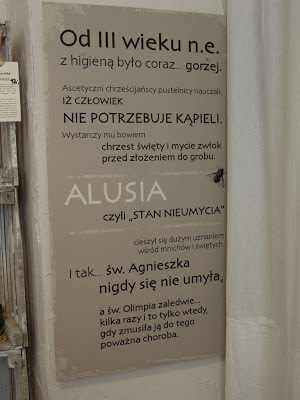 Od III wieku n.e.
z higieną było coraz... gorzej.
Ascetyczni chrześcijańscy pustelnicy nauczali,
IŻ CZŁOWIEK
NIE POTRZEBUJE KĄPIELI.
Wystarczy mu bowiem
chrzest święty i mycie zwłok
przed złożeniem do grobu.
ALUSIA
czyli „STAN NIEUMYCIA”
cieszył się dużym uznaniem
wśród mnichów i świętych.
I tak... św. Agnieszka
nigdy się nie umyła,
a św. Olimpia zaledwie...
kilka razy i to tylko wtedy,
gdy zmusiła ją do tego
poważna choroba.